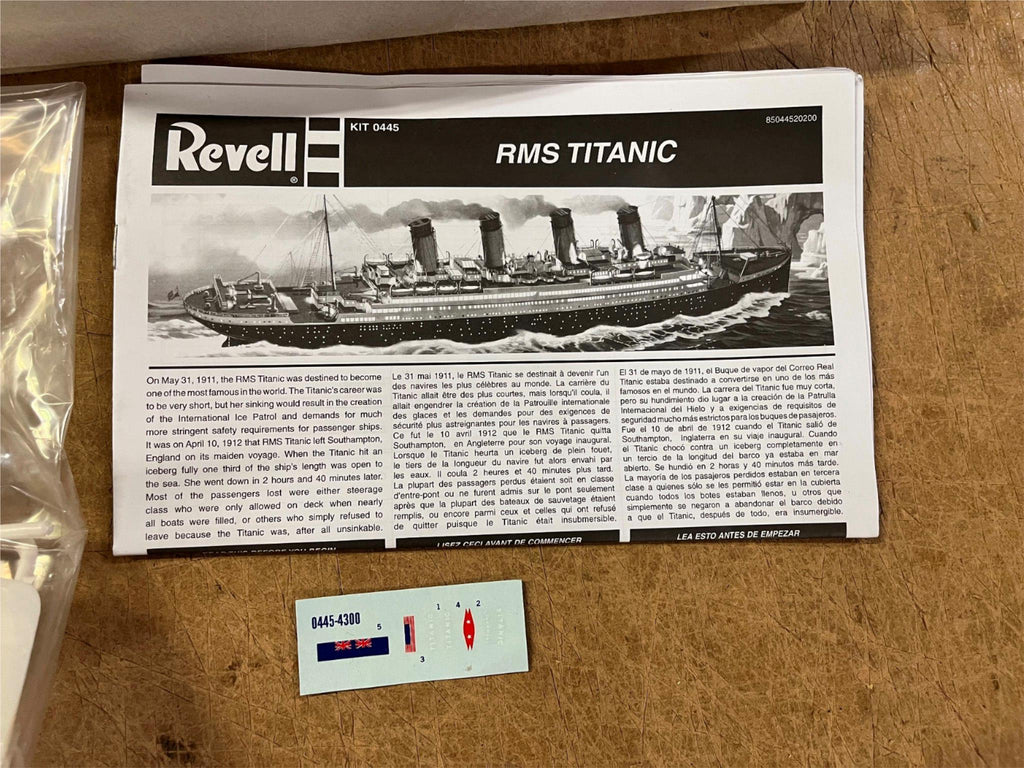 Revell
®
KIT 0445
85044520200
RMS TITANIC
On May 31, 1911, the RMS Titanic was destined to become
one of the most famous in the world. The Titanic's career was
to be very short, but her sinking would result in the creation
of the International Ice Patrol and demands for much
more stringent safety requirements for passenger ships.
It was on April 10, 1912 that RMS Titanic left Southampton,
England on its maiden voyage. When the Titanic hit an
iceberg fully one third of the ship's length was open to
the sea. She went down in 2 hours and 40 minutes later.
Most of the passengers lost were either steerage
class who were only allowed on deck when nearly
all boats were filled, or others who simply refused to
leave because the Titanic was, after all unsinkable.
Le 31 mai 1911, le RMS Titanic se destinait à devenir l'un
des navires les plus célèbres au monde. La carrière du
Titanic allait être des plus courtes, mais lorsqu'il coula, il
allait engendrer la création de la Patrouille internationale
des glaces et les demandes pour des exigences de
sécurité plus astreignantes pour les navires à passagers.
Ce fut le 10 avril 1912 que le RMS Titanic quitta
Southampton, en Angleterre pour son voyage inaugural.
Lorsque le Titanic heurta un iceberg de plein fouet,
le tiers de la longueur du navire fut alors envahi par
les eaux. Il coula 2 heures et 40 minutes plus tard.
La plupart des passagers perdus étaient soit en classe
d'entre-pont ou ne furent admis sur le pont seulement
après que la plupart des bateaux de sauvetage étaient
remplis, ou encore parmi ceux et celles qui ont refusé
de quitter puisque le Titanic était insubmersible.
El 31 de mayo de 1911, el Buque de vapor del Correo Real
Titanic estaba destinado a convertirse en uno de los más
famosos en el mundo. La carrera del Titanic fue muy corta,
pero su hundimiento dio lugar a la creación de la Patrulla
Internacional del Hielo y a exigencias de requisitos de
seguridad mucho más estrictos para los buques de pasajeros.
Fue el 10 de abril de 1912 cuando el Titanic salió de
Southampton, Inglaterra en su viaje inaugural. Cuando
el Titanic chocó contra un iceberg completamente en
un tercio de la longitud del barco ya estaba en mar
abierto. Se hundió en 2 horas y 40 minutos más tarde.
La mayoría de los pasajeros perdidos estaban en tercera
clase a quienes sólo se les permitió estar en la cubierta
cuando todos los botes estaban llenos, u otros que
simplemente se negaron a abandonar el barco debido
a que el Titanic, después de todo, era insumergible.
READ THIS BEFORE YOU BEGIN
LISEZ CECI AVANT DE COMMENCER
LEA ESTO ANTES DE EMPEZAR
0445-4300
5
3
1
4
2
TITANIC
TITANIC